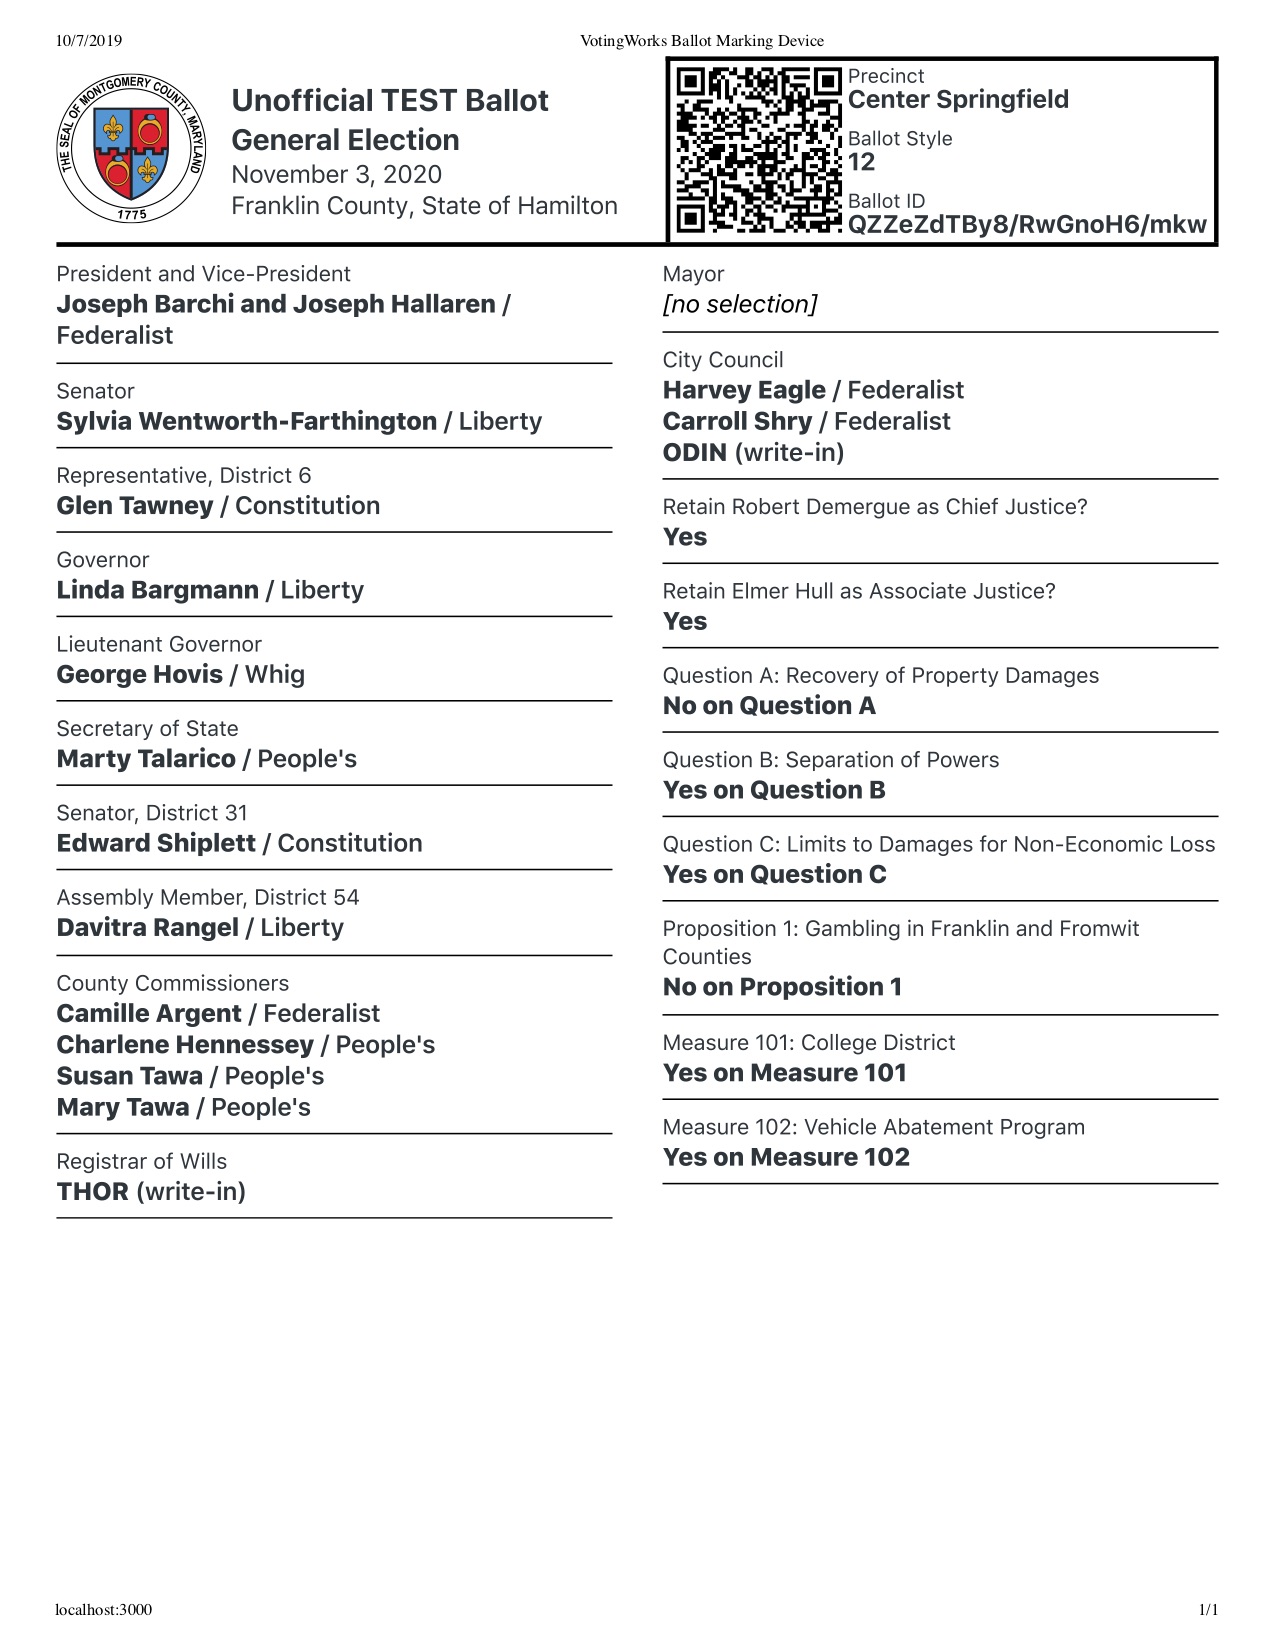 10/7/2019
VotingWorks Ballot Marking Device
THE SEAL OF MONTGOMERY COUNTY, MARYLAND
1775
Unofficial TEST Ballot
General Election
November 3, 2020
Franklin County, State of Hamilton
Precinct
Center Springfield
Ballot Style
12
Ballot ID
QZZeZdTBy8/RwGnoH6/mkw
President and Vice-President
Joseph Barchi and Joseph Hallaren /
Federalist
Senator
Sylvia Wentworth-Farthington / Liberty
Representative, District 6
Glen Tawney / Constitution
Governor
Linda Bargmann / Liberty
Lieutenant Governor
George Hovis / Whig
Secretary of State
Marty Talarico / People's
Senator, District 31
Edward Shiplett / Constitution
Assembly Member, District 54
Davitra Rangel / Liberty
County Commissioners
Camille Argent / Federalist
Charlene Hennessey / People's
Susan Tawa / People's
Mary Tawa / People's
Registrar of Wills
THOR (write-in)
Mayor
[no selection]
City Council
Harvey Eagle / Federalist
Carroll Shry / Federalist
ODIN (write-in)
Retain Robert Demergue as Chief Justice?
Yes
Retain Elmer Hull as Associate Justice?
Yes
Question A: Recovery of Property Damages
No on Question A
Question B: Separation of Powers
Yes on Question B
Question C: Limits to Damages for Non-Economic Loss
Yes on Question C
Proposition 1: Gambling in Franklin and Fromwit
Counties
No on Proposition 1
Measure 101: College District
Yes on Measure 101
Measure 102: Vehicle Abatement Program
Yes on Measure 102
localhost:3000
1/1